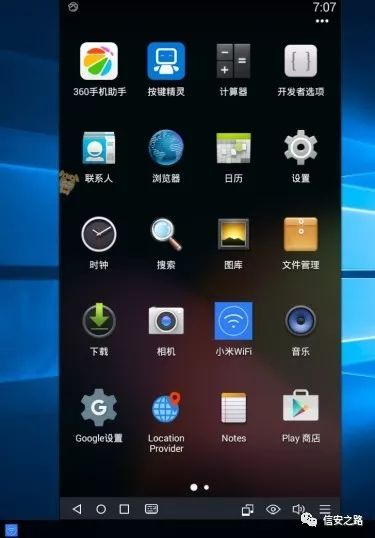 7:07
360手机助手
按键精灵
计算器
开发者选项
联系人
浏览器
日历
设置
时钟
搜索
图库
文件管理
下载
相机
小米WiFi
音乐
Google设置
Location
Provider
Notes
Play 商店
信安之路